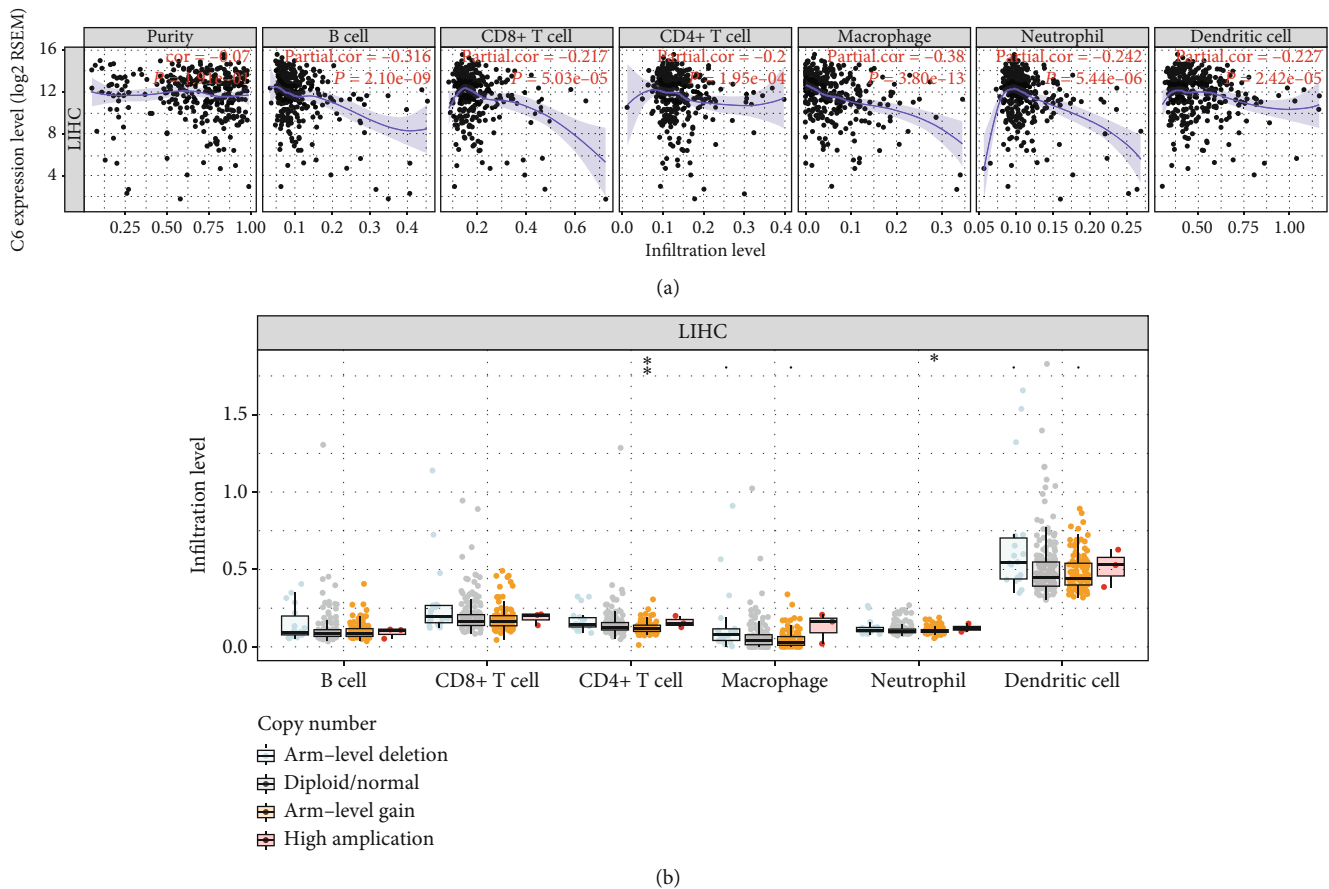 C6 expression level (log2 RSEM)
LIHC
Purity
B cell
CD8+ T cell
CD4+ T cell
Macrophage
Neutrophil
Dendritic cell
cor = −0.07
Partial.cor = −0.316
Partial.cor = −0.217
Partial.cor = −0.2
Partial.cor = −0.38
Partial.cor = −0.242
Partial.cor = −0.227
P = 2.10e−09
P = 5.03e−05
P = 1.95e−04
P = 3.80e−13
P = 5.44e−06
P = 2.42e−05
16
12
8
4
0.25 0.50 0.75 1.00
0.1 0.2 0.3 0.4
0.2 0.4 0.6
0.0 0.1 0.2 0.3 0.4
0.0 0.1 0.2 0.3
0.05 0.10 0.15 0.20 0.25
0.50 0.75 1.00
Infiltration level
(a)
LIHC
* *
*
. .
. .
Infiltration level
1.5
1.0
0.5
0.0
B cell
CD8+ T cell
CD4+ T cell
Macrophage
Neutrophil
Dendritic cell
Copy number
Arm–level deletion
Diploid/normal
Arm–level gain
High amplication
(b)